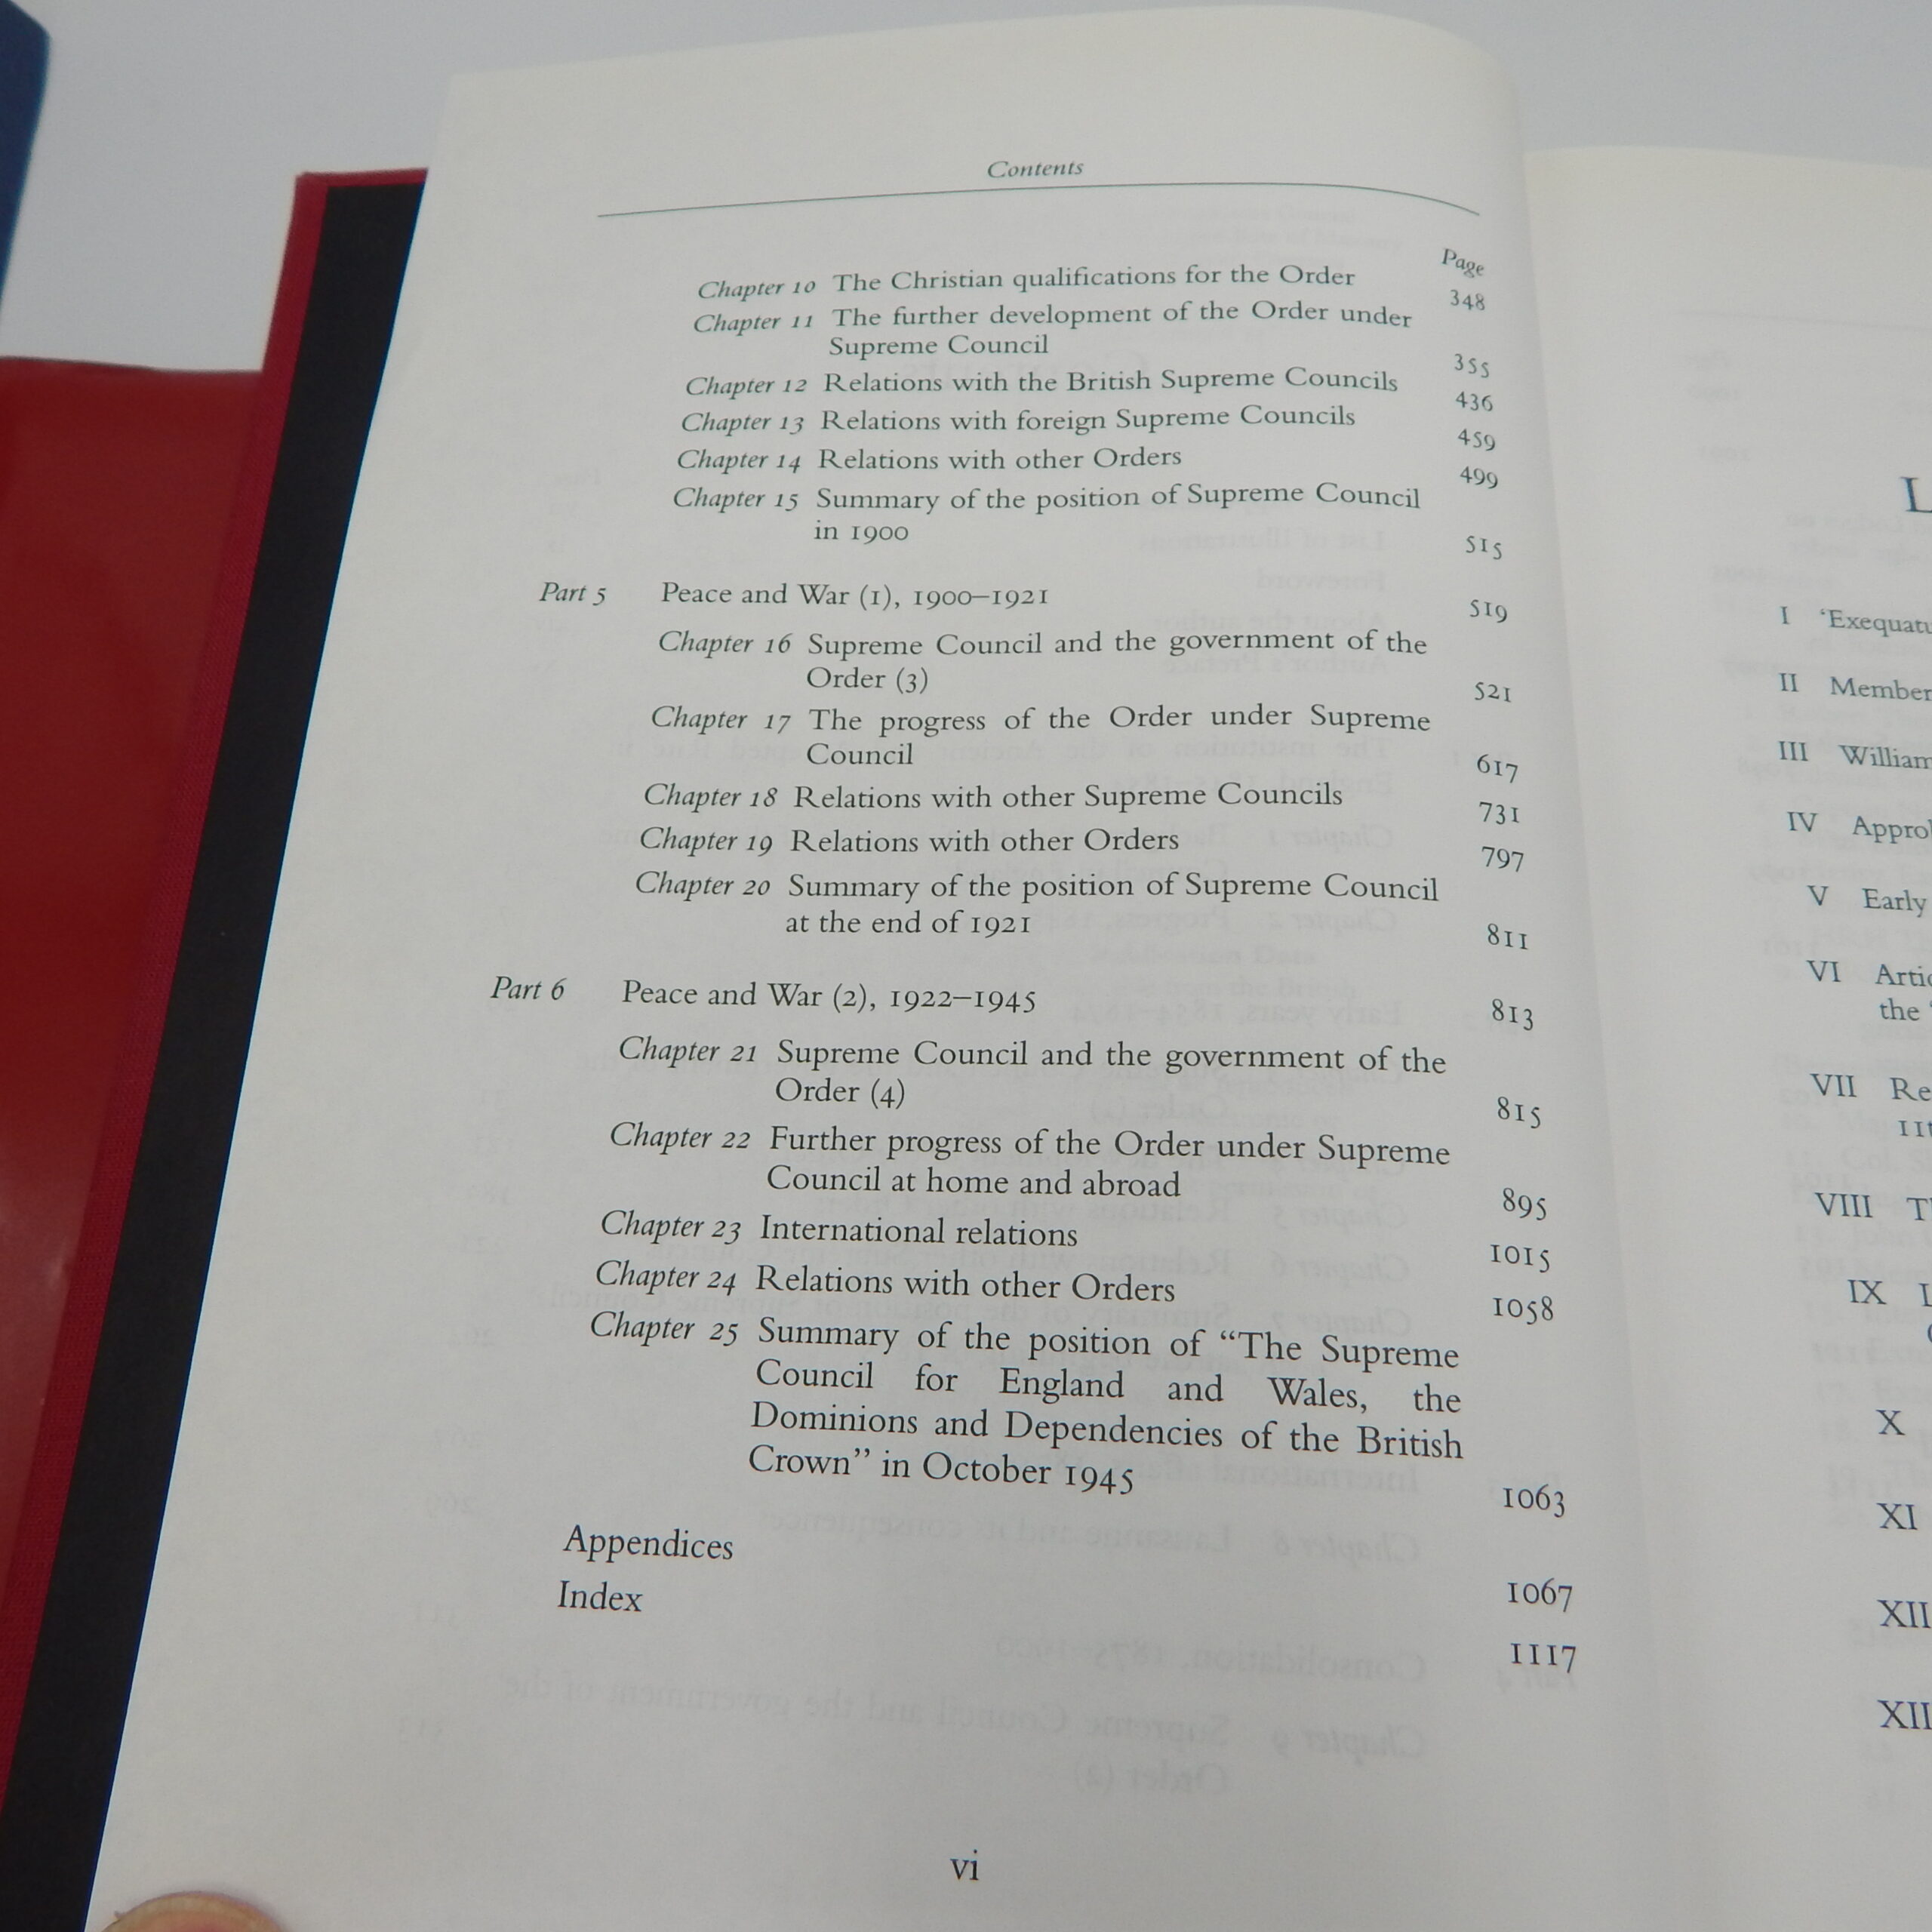 Contents
Page
Chapter 10 The Christian qualifications for the Order 348
Chapter 11 The further development of the Order under
Supreme Council 355
Chapter 12 Relations with the British Supreme Councils 436
Chapter 13 Relations with foreign Supreme Councils 459
Chapter 14 Relations with other Orders 499
Chapter 15 Summary of the position of Supreme Council
in 1900 515
Part 5 Peace and War (1), 1900–1921 519
Chapter 16 Supreme Council and the government of the
Order (3) 521
Chapter 17 The progress of the Order under Supreme
Council 617
Chapter 18 Relations with other Supreme Councils 731
Chapter 19 Relations with other Orders 797
Chapter 20 Summary of the position of Supreme Council
at the end of 1921 811
Part 6 Peace and War (2), 1922–1945 813
Chapter 21 Supreme Council and the government of the
Order (4) 815
Chapter 22 Further progress of the Order under Supreme
Council at home and abroad 895
Chapter 23 International relations 1015
Chapter 24 Relations with other Orders 1058
Chapter 25 Summary of the position of “The Supreme
Council for England and Wales, the
Dominions and Dependencies of the British
Crown” in October 1945 1063
Appendices 1067
Index 1117
vi
L
I ‘Exequatu
II Member
III William
IV Appro
V Early
VI Artic
the
VII Re
VIII
IX
X
XI
XII